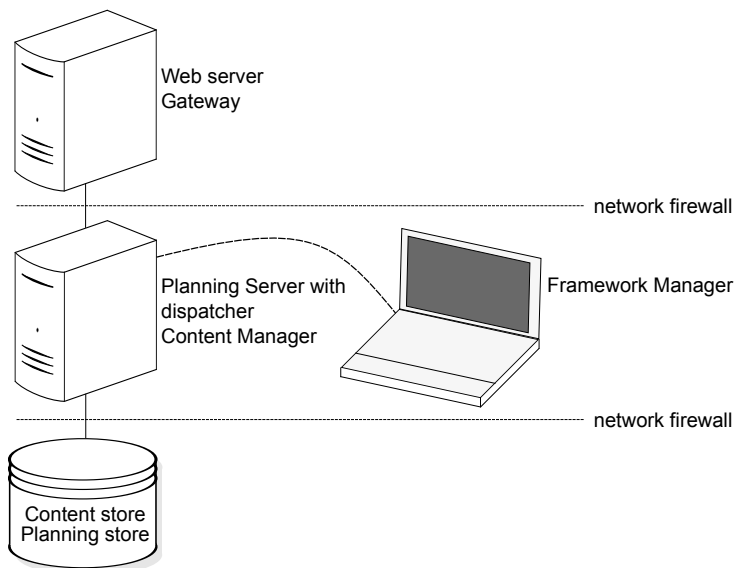 Web server
Gateway
network firewall
Planning Server with
dispatcher
Content Manager
Framework Manager
network firewall
Content store
Planning store